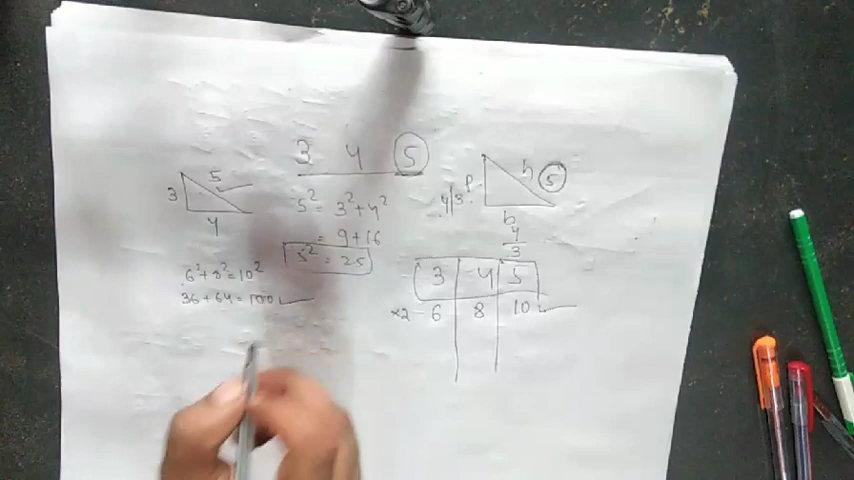 3 4 5
3 5 4
5² = 3² + 4²
= 9 + 16
5² = 25
6² + 8² = 10²
36 + 64 = 100
4/3 p h 5
b
4
3
3 4 5
×2 - 6 8 10